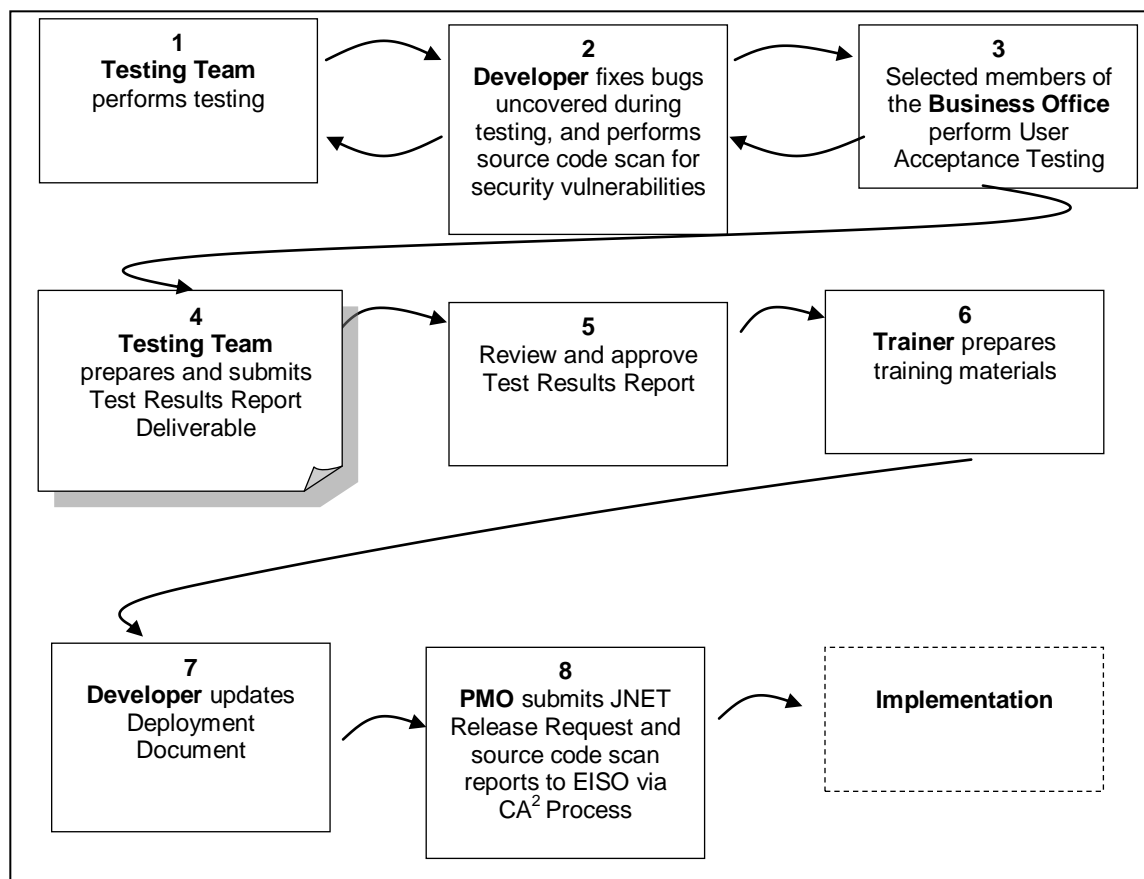 1
Testing Team
performs testing
2
Developer fixes bugs
uncovered during
testing, and performs
source code scan for
security vulnerabilities
3
Selected members of
the Business Office
perform User
Acceptance Testing
4
Testing Team
prepares and submits
Test Results Report
Deliverable
5
Review and approve
Test Results Report
6
Trainer prepares
training materials
7
Developer updates
Deployment
Document
8
PMO submits JNET
Release Request and
source code scan
reports to EISO via
CA² Process
Implementation